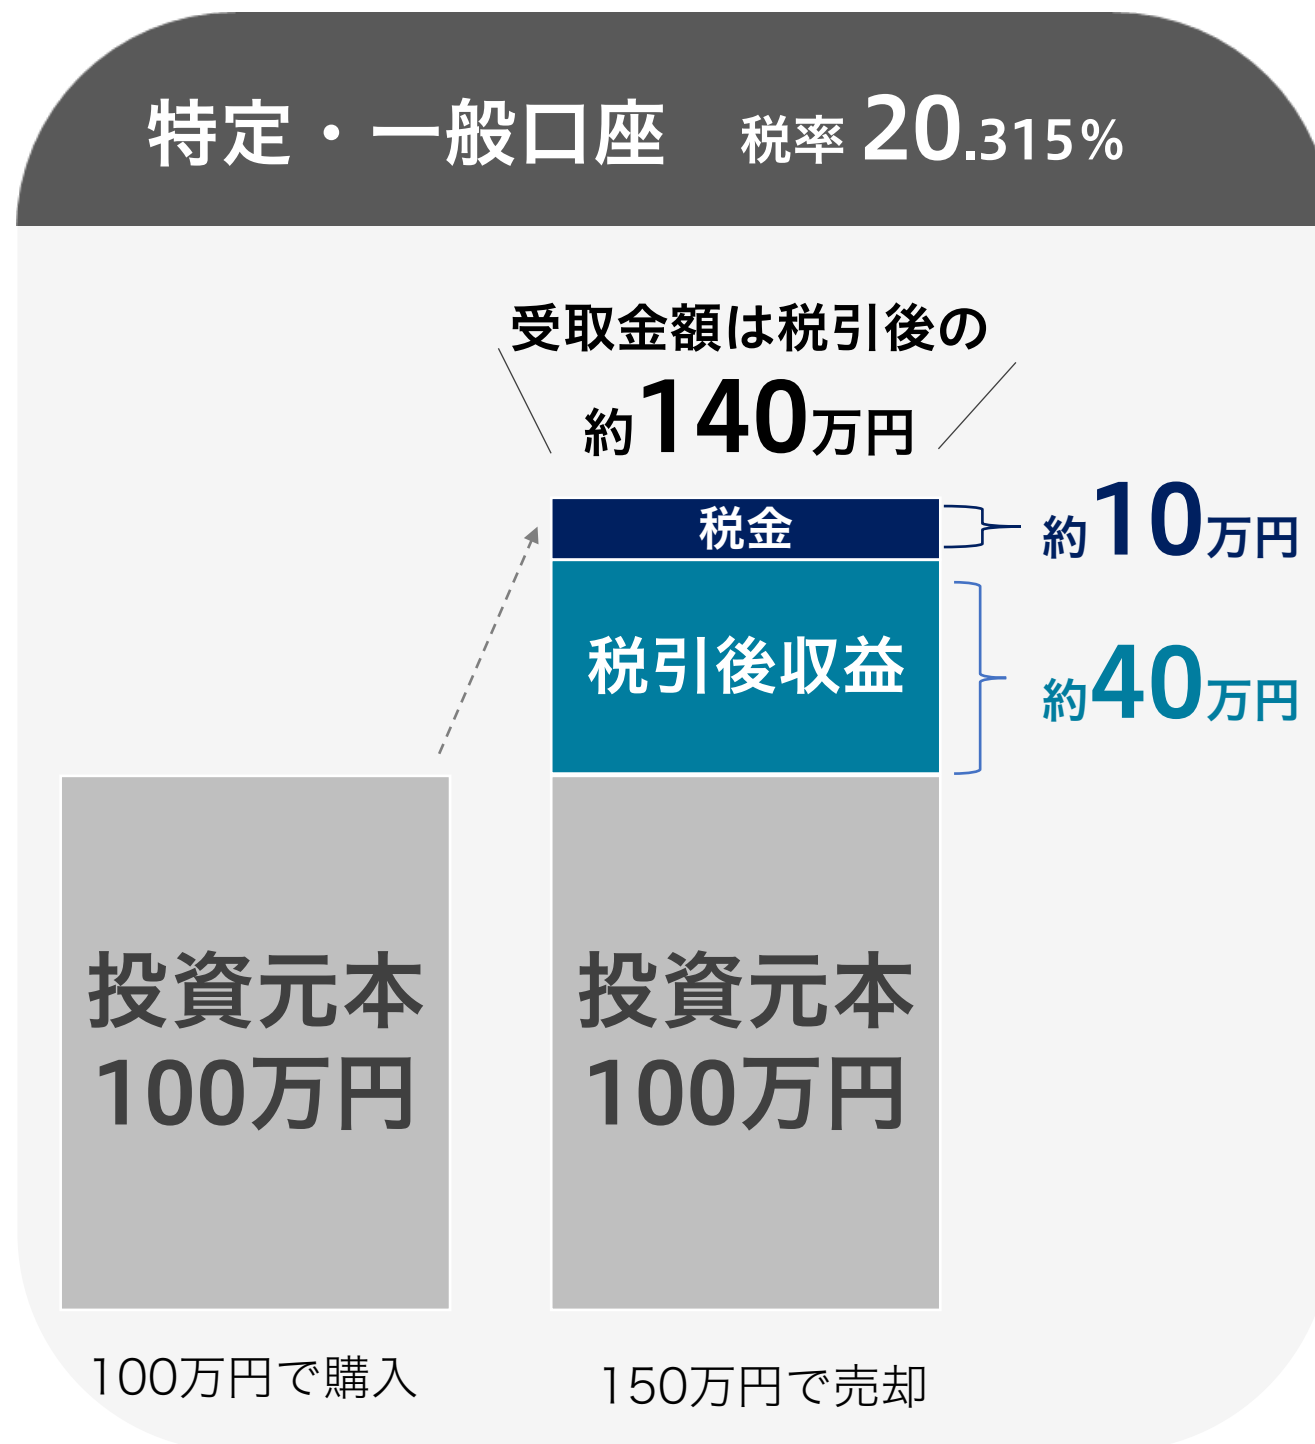 特定・一般口座 税率 20.315%
受取金額は税引後の
約140万円
税金
約10万円
税引後収益
約40万円
投資元本
100万円
投資元本
100万円
100万円で購入
150万円で売却